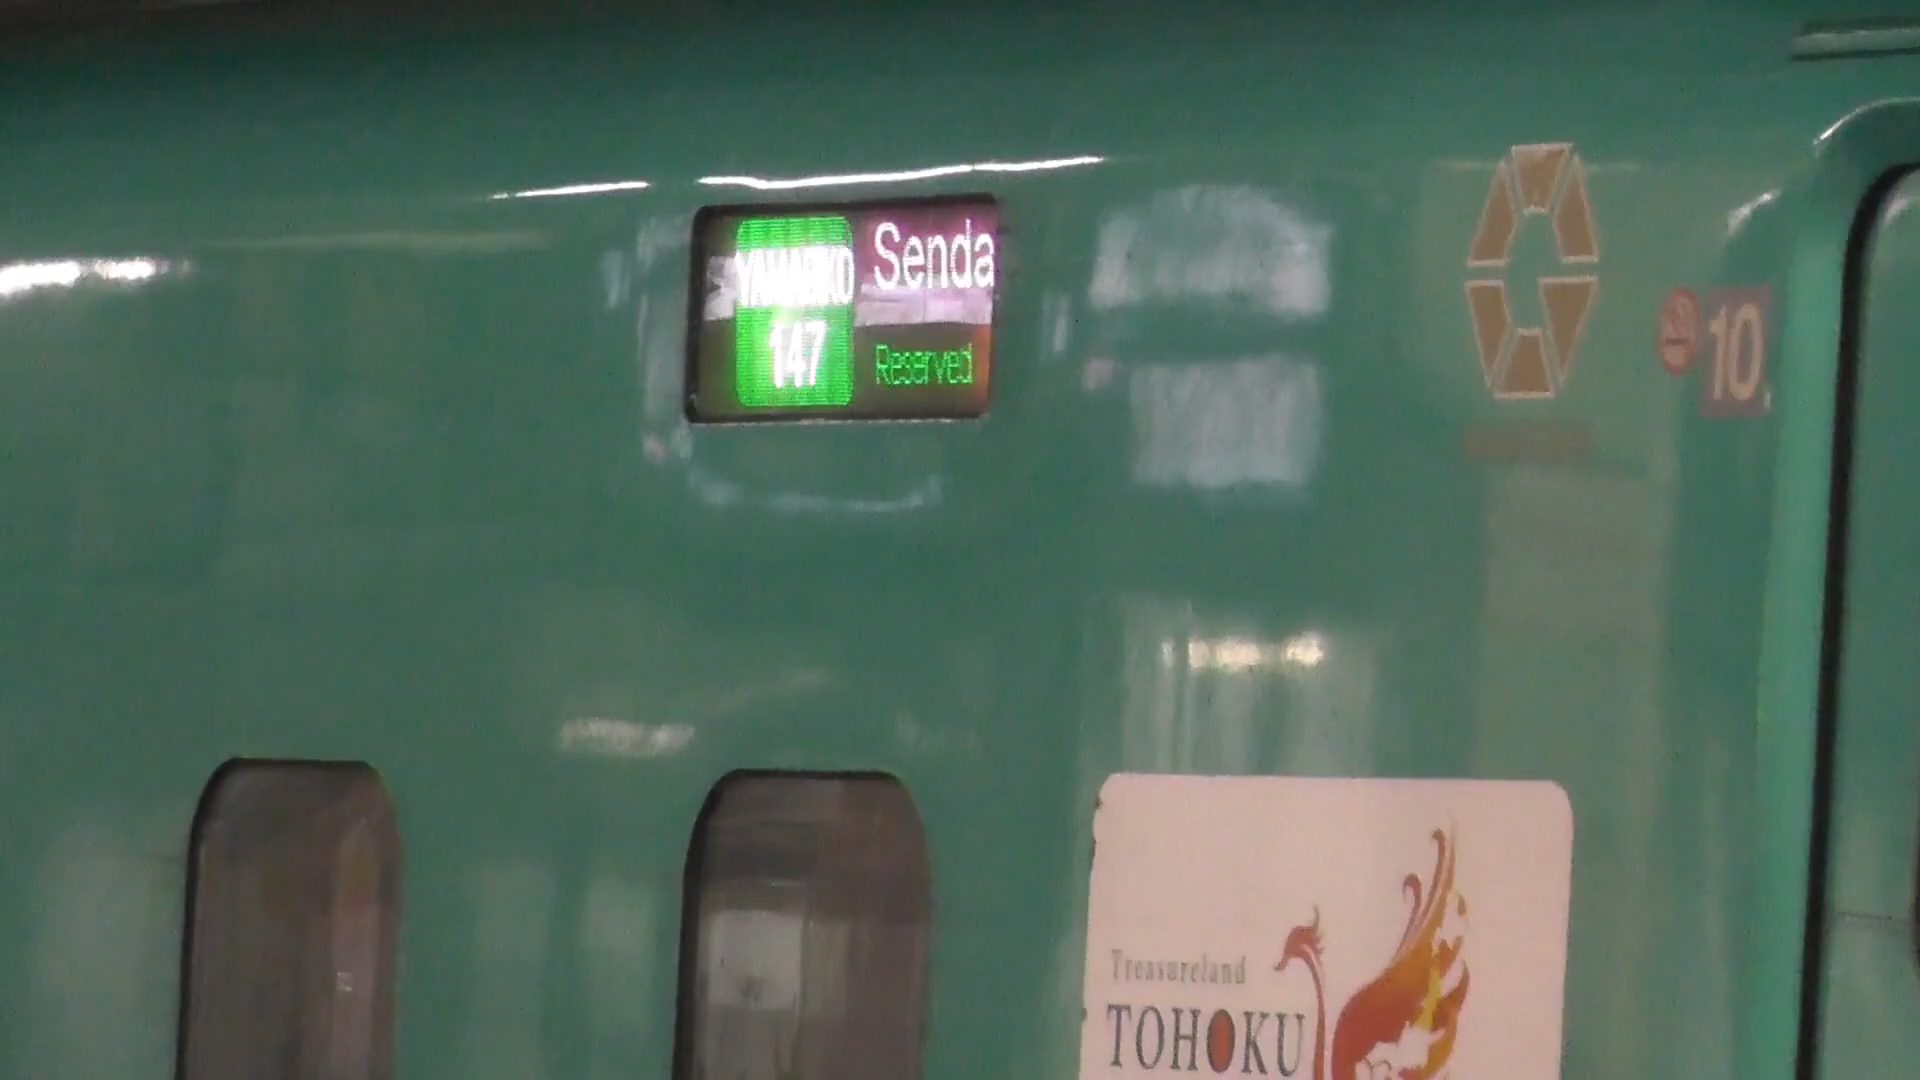 YAMABIKO
147
Senda
Reserved
10
Treasureland
TOHOKU